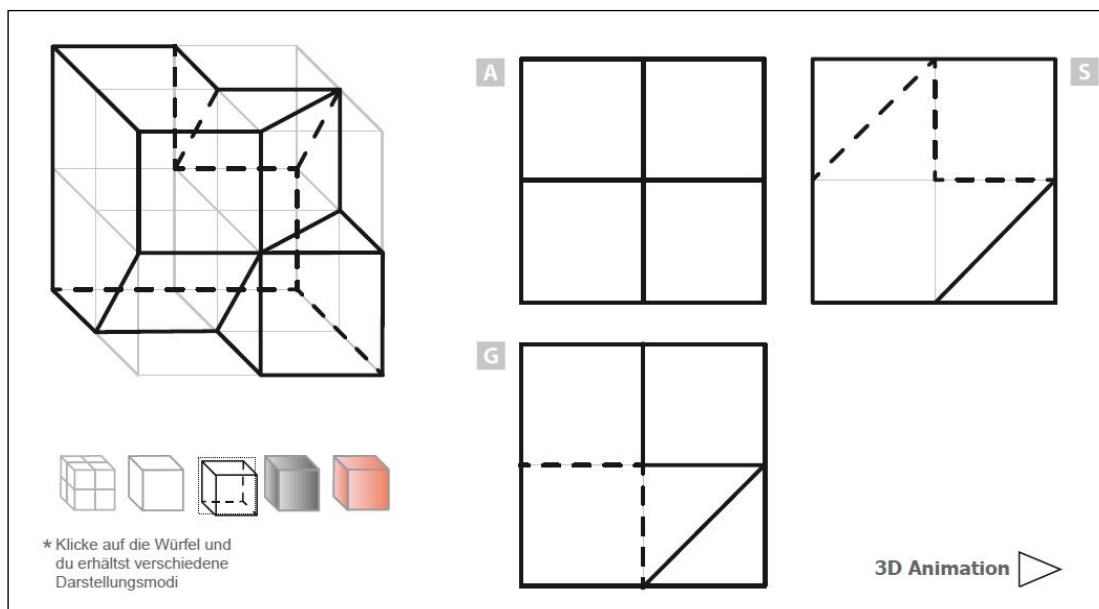 A
S
G
* Klicke auf die Würfel und
du erhältst verschiedene
Darstellungsmodi
3D Animation